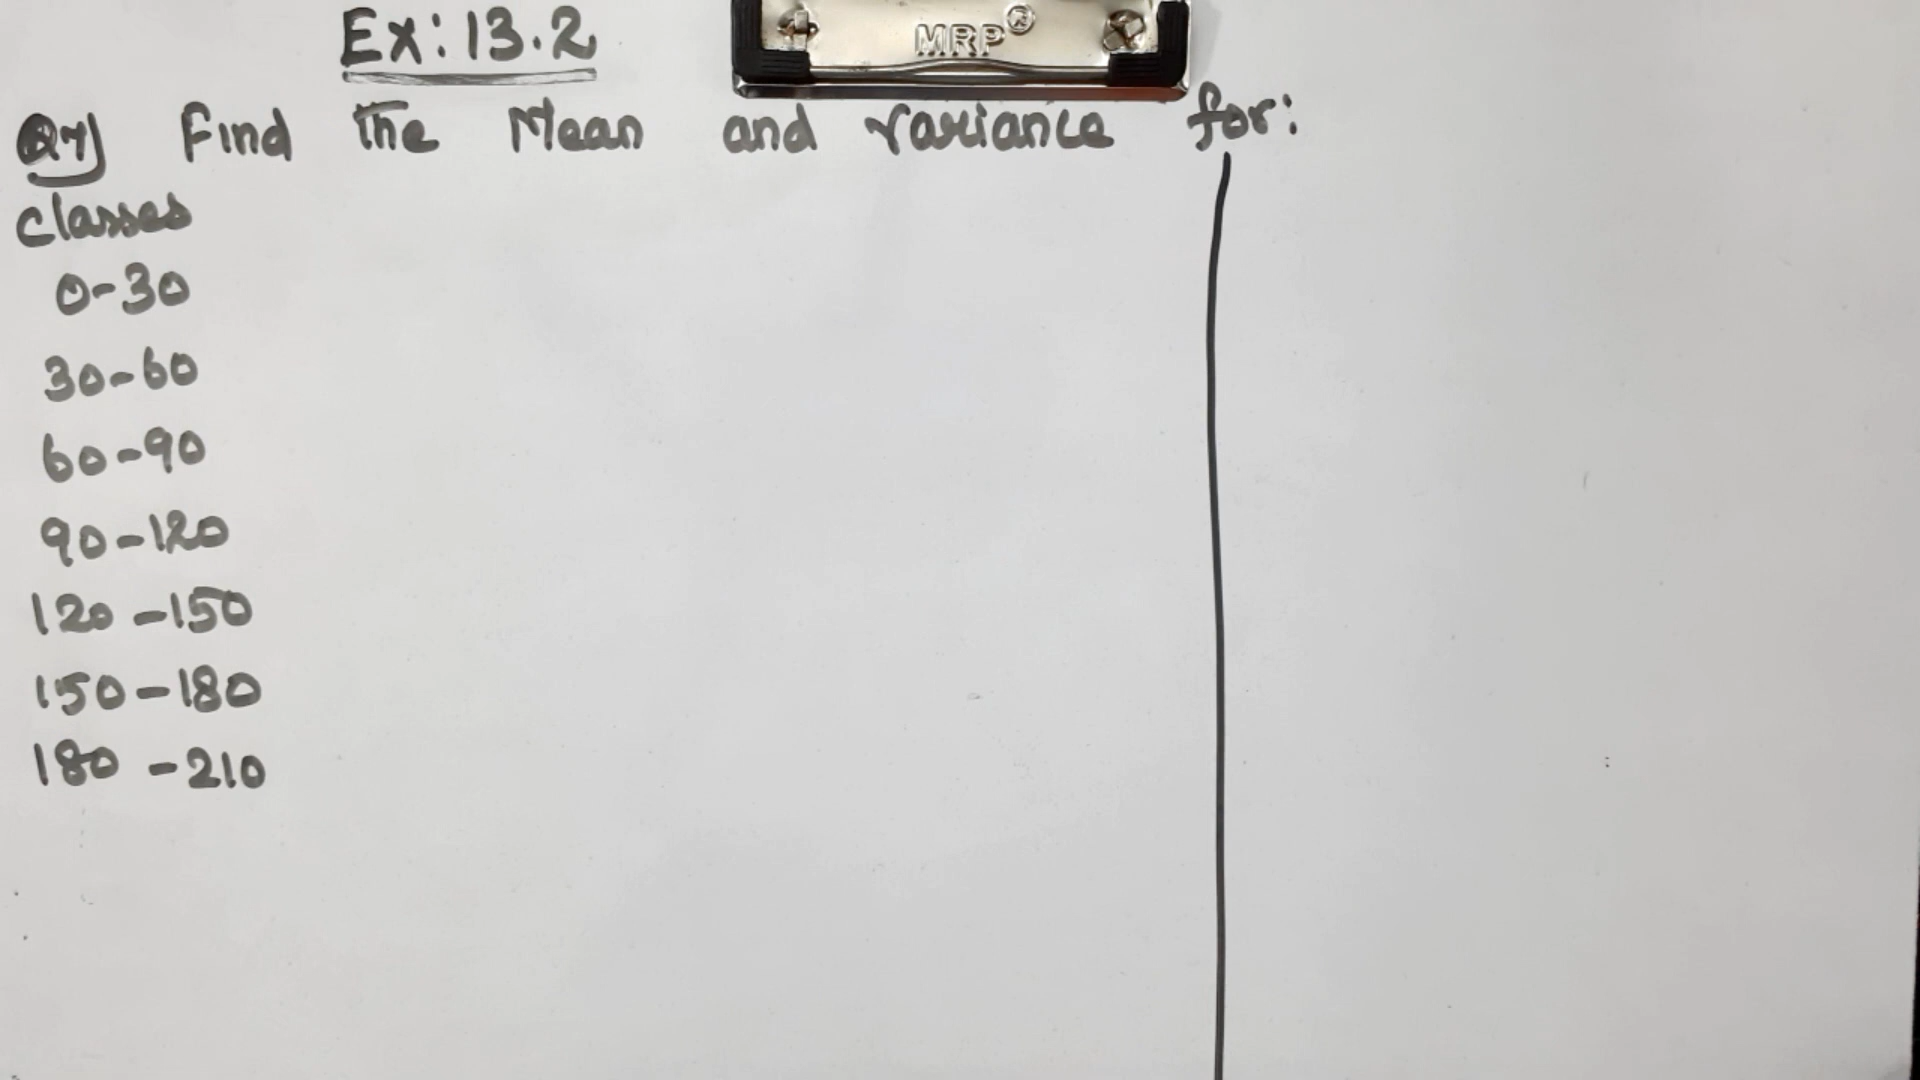 Ex: 13.2
MRP®
Q7) Find the Mean and variance for:
classes
0-30
30-60
60-90
90-120
120-150
150-180
180-210